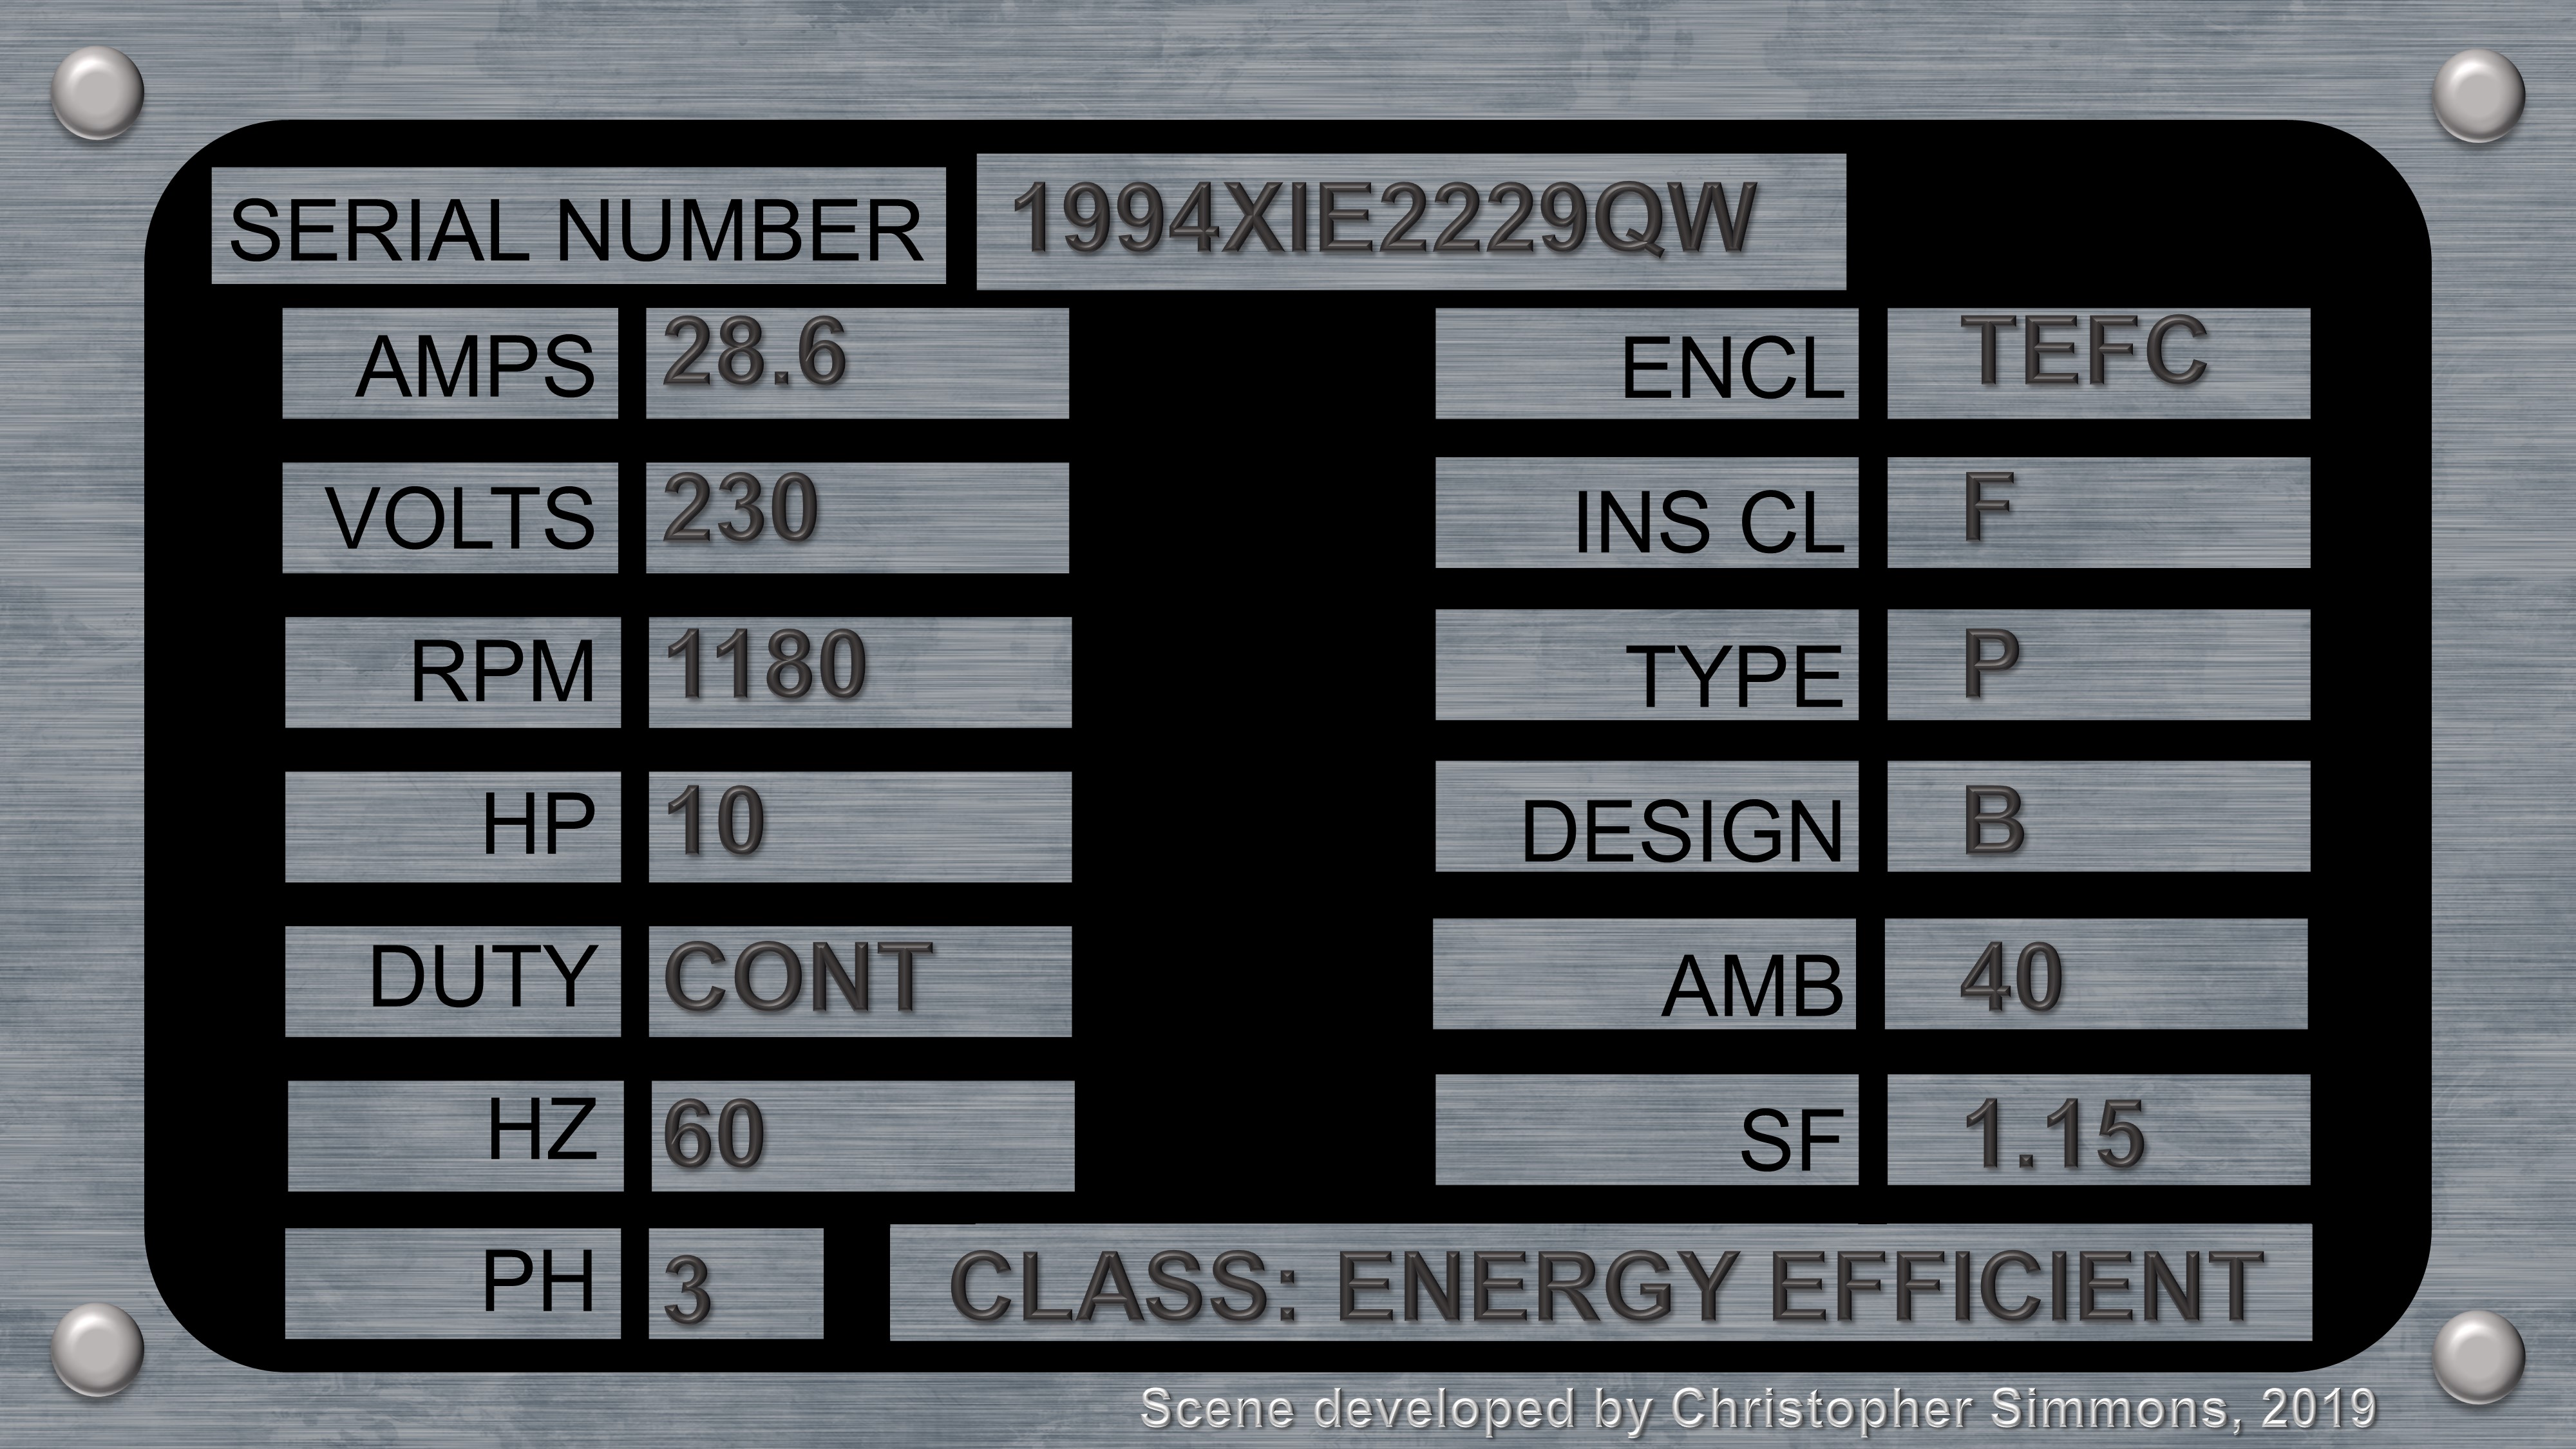 SERIAL NUMBER 1994XIE2229QW
AMPS 28.6 ENCL TEFC
VOLTS 230 INS CL F
RPM 1180 TYPE P
HP 10 DESIGN B
DUTY CONT AMB 40
HZ 60 SF 1.15
PH 3 CLASS: ENERGY EFFICIENT
Scene developed by Christopher Simmons, 2019